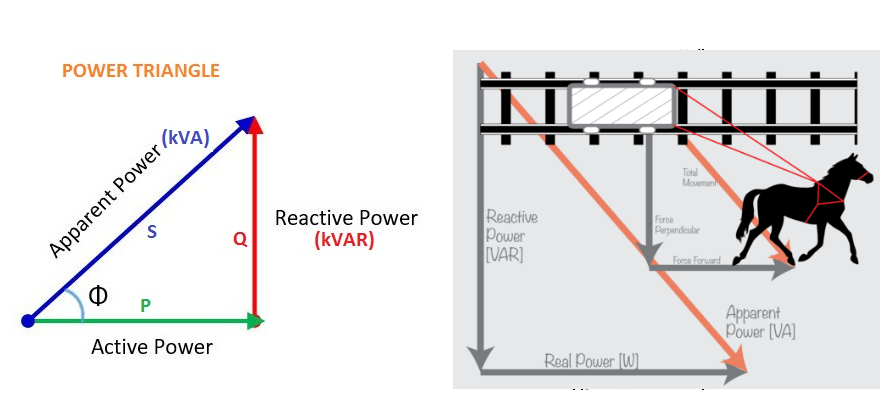 POWER TRIANGLE
Apparent Power (kVA)
S
Q
Reactive Power
(kVAR)
Φ
P
Active Power
Total
Movement
Reactive
Power
[VAR]
Force
Perpendicular
Force Forward
Apparent
Power [VA]
Real Power [W]